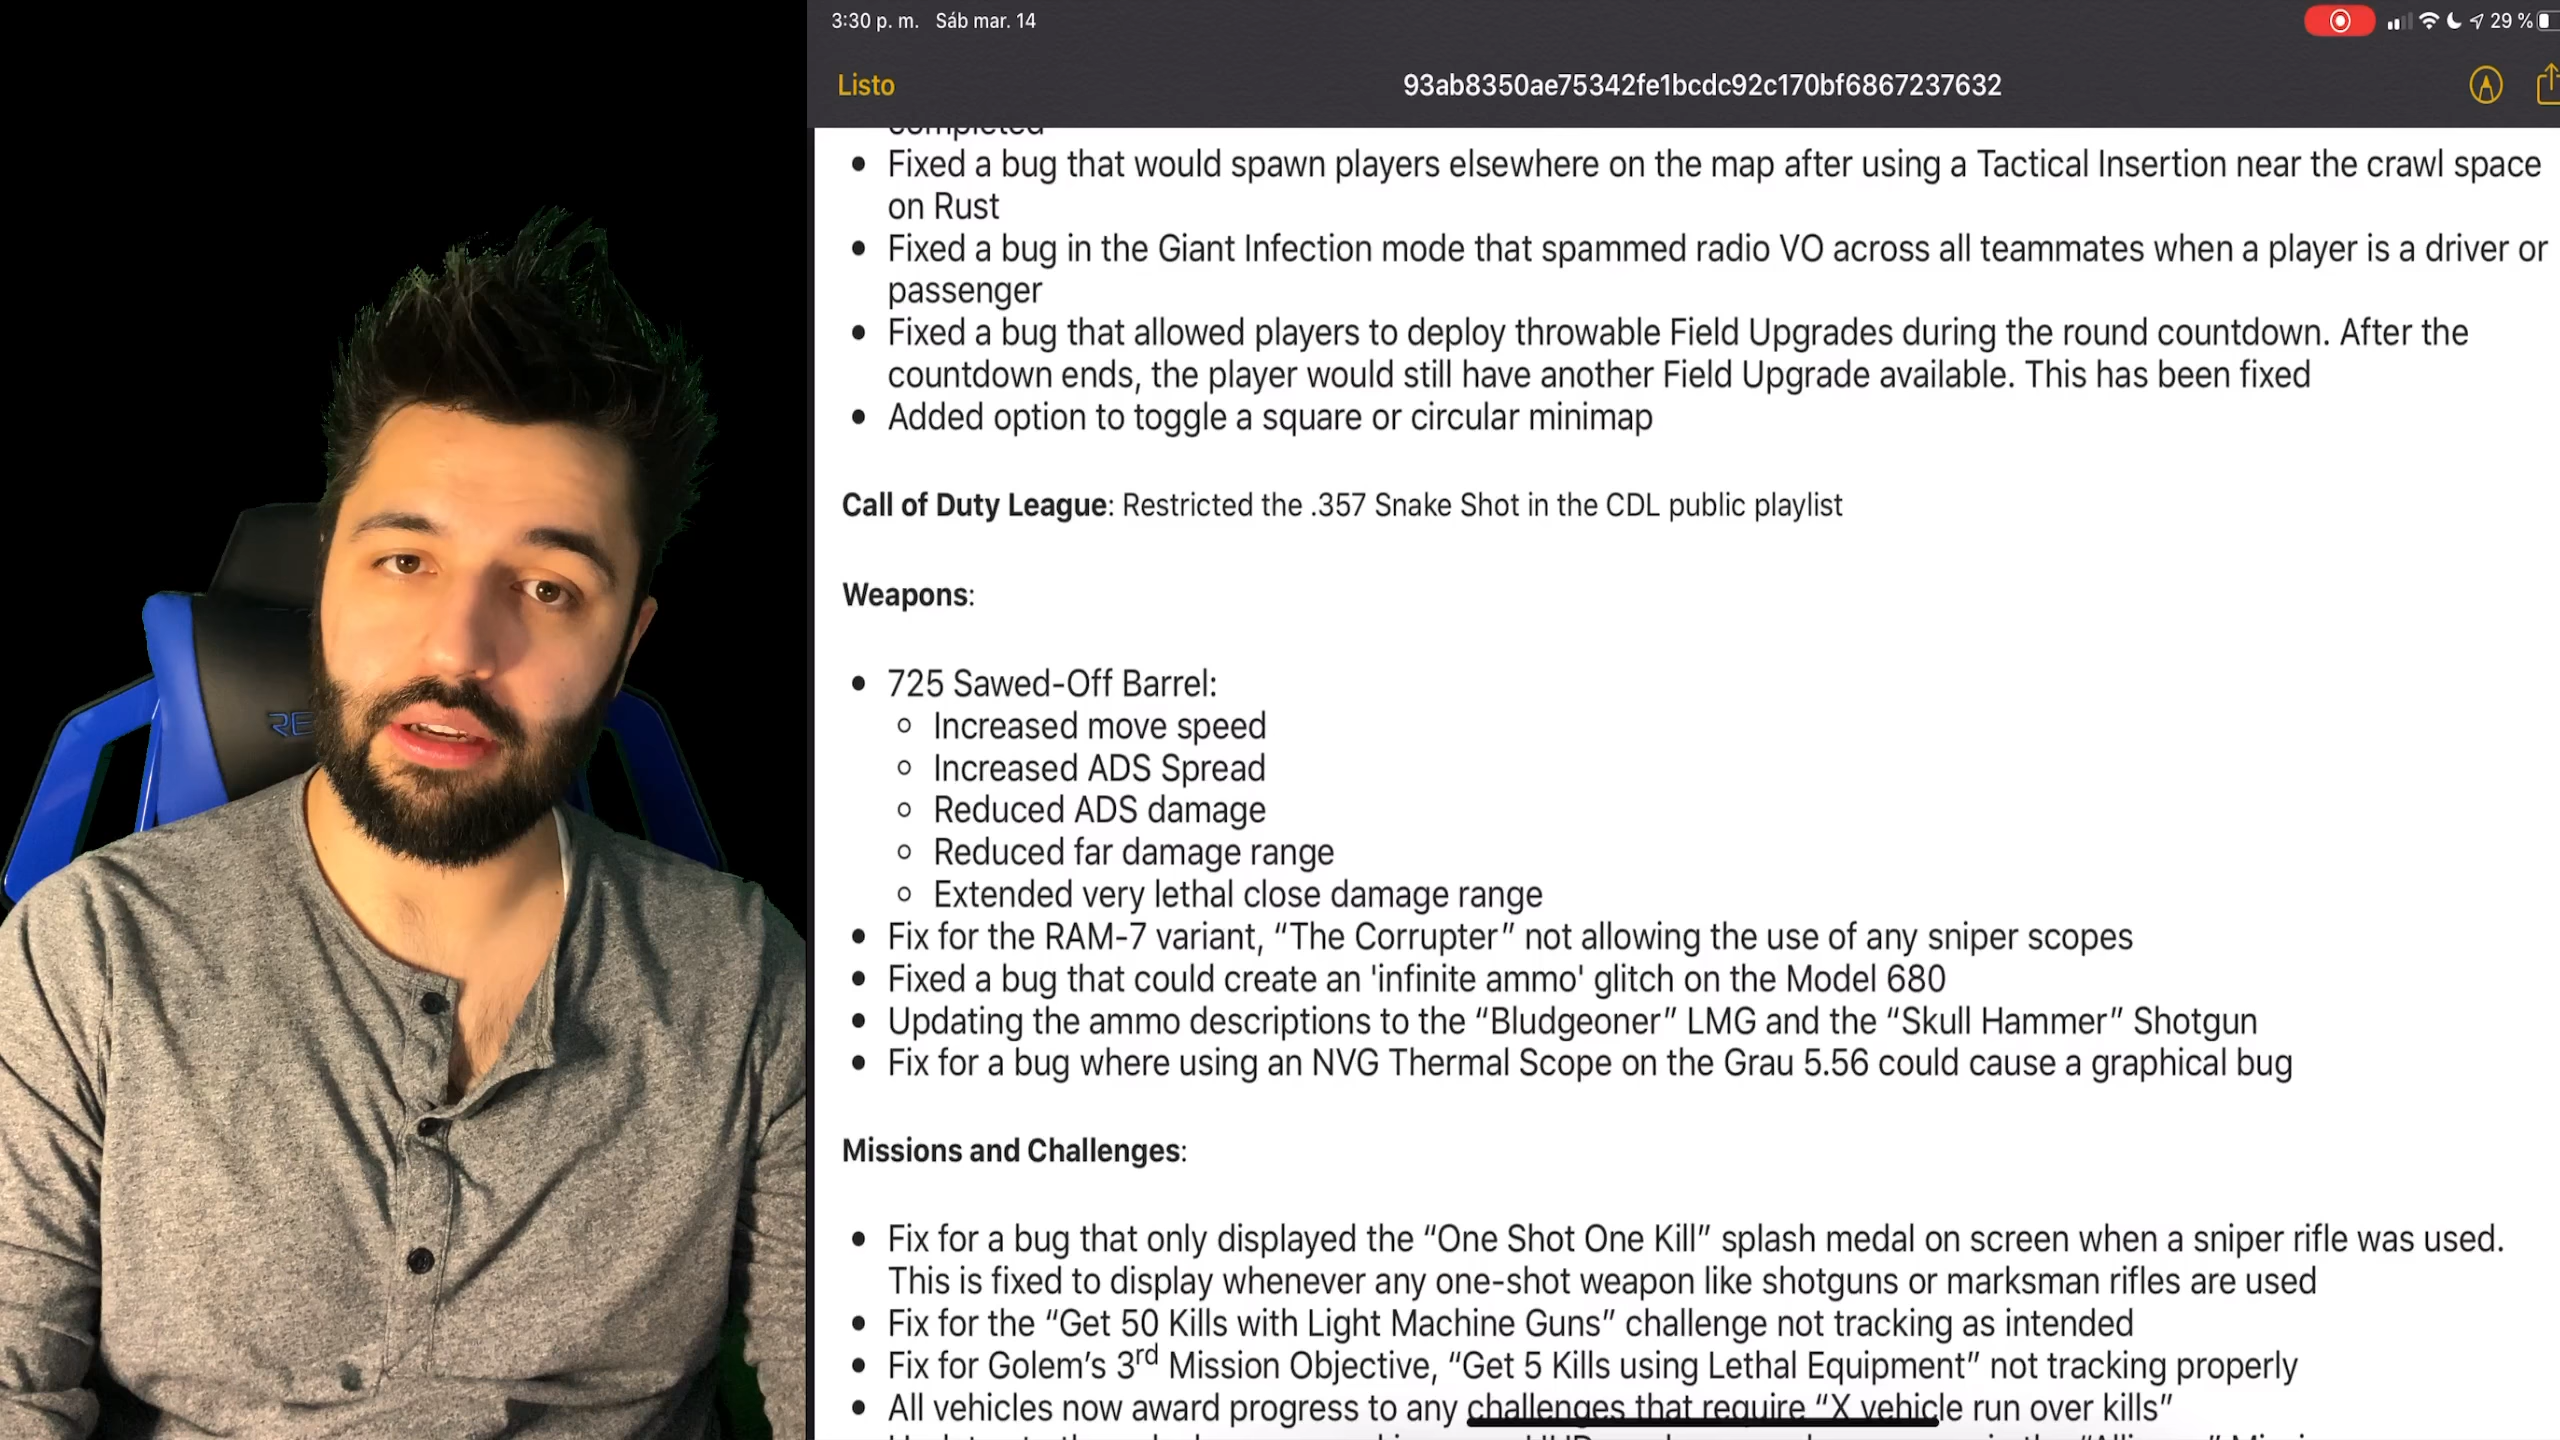 3:30 p. m. Sáb mar. 14
29 %
Listo
93ab8350ae75342fe1bcdc92c170bf6867237632
completed
• Fixed a bug that would spawn players elsewhere on the map after using a Tactical Insertion near the crawl space
on Rust
• Fixed a bug in the Giant Infection mode that spammed radio VO across all teammates when a player is a driver or
passenger
• Fixed a bug that allowed players to deploy throwable Field Upgrades during the round countdown. After the
countdown ends, the player would still have another Field Upgrade available. This has been fixed
• Added option to toggle a square or circular minimap
Call of Duty League: Restricted the .357 Snake Shot in the CDL public playlist
Weapons:
• 725 Sawed-Off Barrel:
○ Increased move speed
○ Increased ADS Spread
○ Reduced ADS damage
○ Reduced far damage range
○ Extended very lethal close damage range
• Fix for the RAM-7 variant, “The Corrupter” not allowing the use of any sniper scopes
• Fixed a bug that could create an 'infinite ammo' glitch on the Model 680
• Updating the ammo descriptions to the “Bludgeoner” LMG and the “Skull Hammer” Shotgun
• Fix for a bug where using an NVG Thermal Scope on the Grau 5.56 could cause a graphical bug
Missions and Challenges:
• Fix for a bug that only displayed the “One Shot One Kill” splash medal on screen when a sniper rifle was used.
This is fixed to display whenever any one-shot weapon like shotguns or marksman rifles are used
• Fix for the “Get 50 Kills with Light Machine Guns” challenge not tracking as intended
• Fix for Golem’s 3rd Mission Objective, “Get 5 Kills using Lethal Equipment” not tracking properly
• All vehicles now award progress to any challenges that require “X vehicle run over kills”
RE